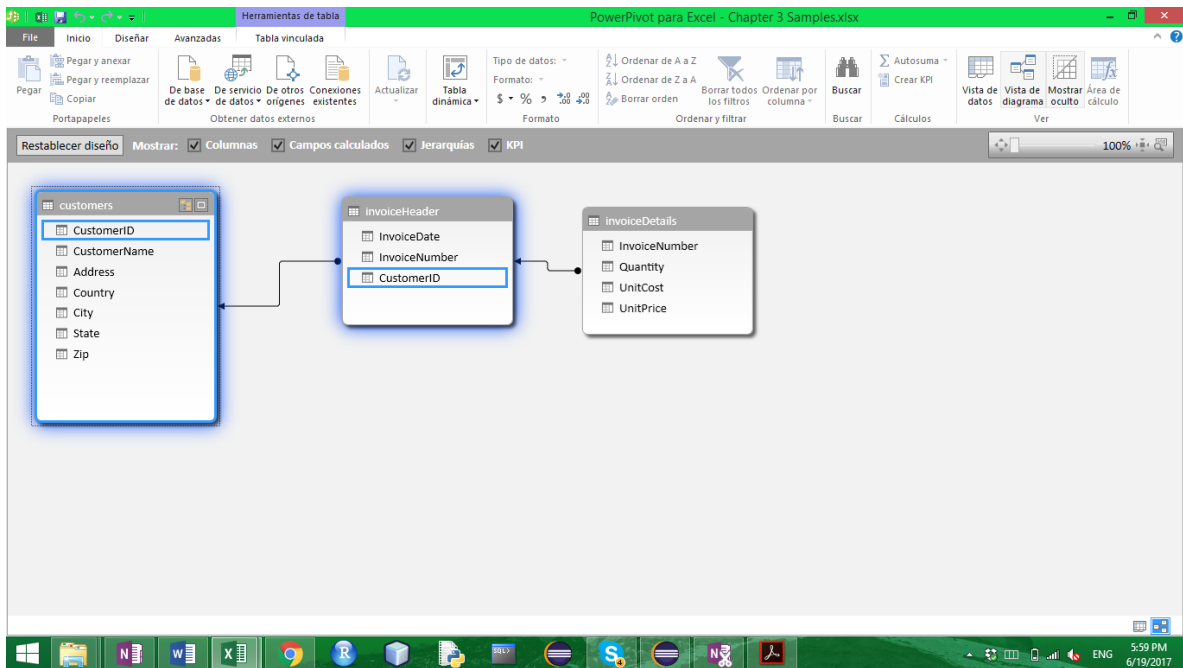 Herramientas de tabla
PowerPivot para Excel - Chapter 3 Samples.xlsx
File Inicio Diseñar Avanzadas Tabla vinculada
Pegar
Pegar y anexar
Pegar y reemplazar
Copiar
Portapapeles
De base de datos
De servicio de datos
De otros orígenes
Conexiones existentes
Obtener datos externos
Actualizar
Tabla dinámica
Tipo de datos:
Formato:
$ % , .00 .0
Formato
Ordenar de A a Z
Ordenar de Z a A
Borrar orden
Borrar todos los filtros
Ordenar por columna
Ordenar y filtrar
Buscar
Buscar
Autosuma
Crear KPI
Cálculos
Vista de datos
Vista de diagrama
Mostrar oculto
Área de cálculo
Ver
Restablecer diseño Mostrar: Columnas Campos calculados Jerarquías KPI 100%
customers
CustomerID
CustomerName
Address
Country
City
State
Zip
invoiceHeader
InvoiceDate
InvoiceNumber
CustomerID
invoiceDetails
InvoiceNumber
Quantity
UnitCost
UnitPrice
ENG
5:59 PM
6/19/2017